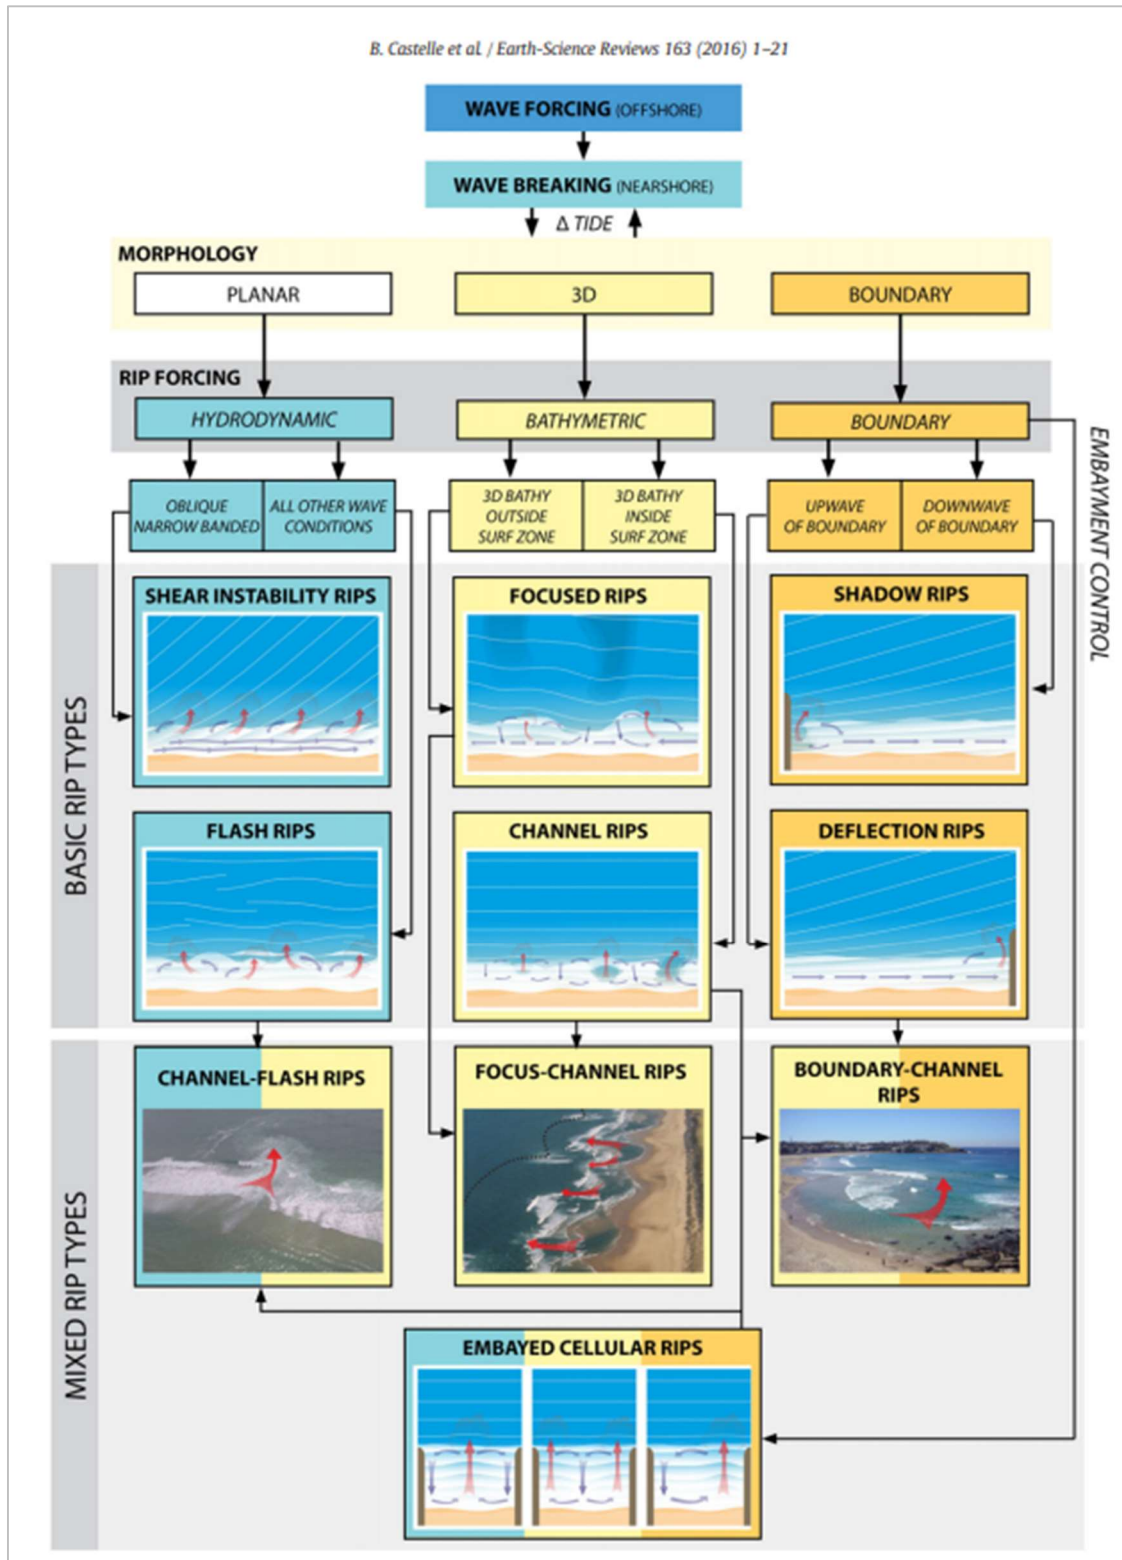 B. Castelle et al. / Earth-Science Reviews 163 (2016) 1–21
WAVE FORCING (OFFSHORE)
WAVE BREAKING (NEARSHORE)
Δ TIDE
MORPHOLOGY
PLANAR
3D
BOUNDARY
RIP FORCING
HYDRODYNAMIC
BATHYMETRIC
BOUNDARY
EMBAYMENT CONTROL
OBLIQUE
NARROW BANDED
ALL OTHER WAVE
CONDITIONS
3D BATHY
OUTSIDE
SURF ZONE
3D BATHY
INSIDE
SURF ZONE
UPWAVE
OF BOUNDARY
DOWNWAVE
OF BOUNDARY
BASIC RIP TYPES
SHEAR INSTABILITY RIPS
FOCUSED RIPS
SHADOW RIPS
FLASH RIPS
CHANNEL RIPS
DEFLECTION RIPS
MIXED RIP TYPES
CHANNEL-FLASH RIPS
FOCUS-CHANNEL RIPS
BOUNDARY-CHANNEL
RIPS
EMBAYED CELLULAR RIPS